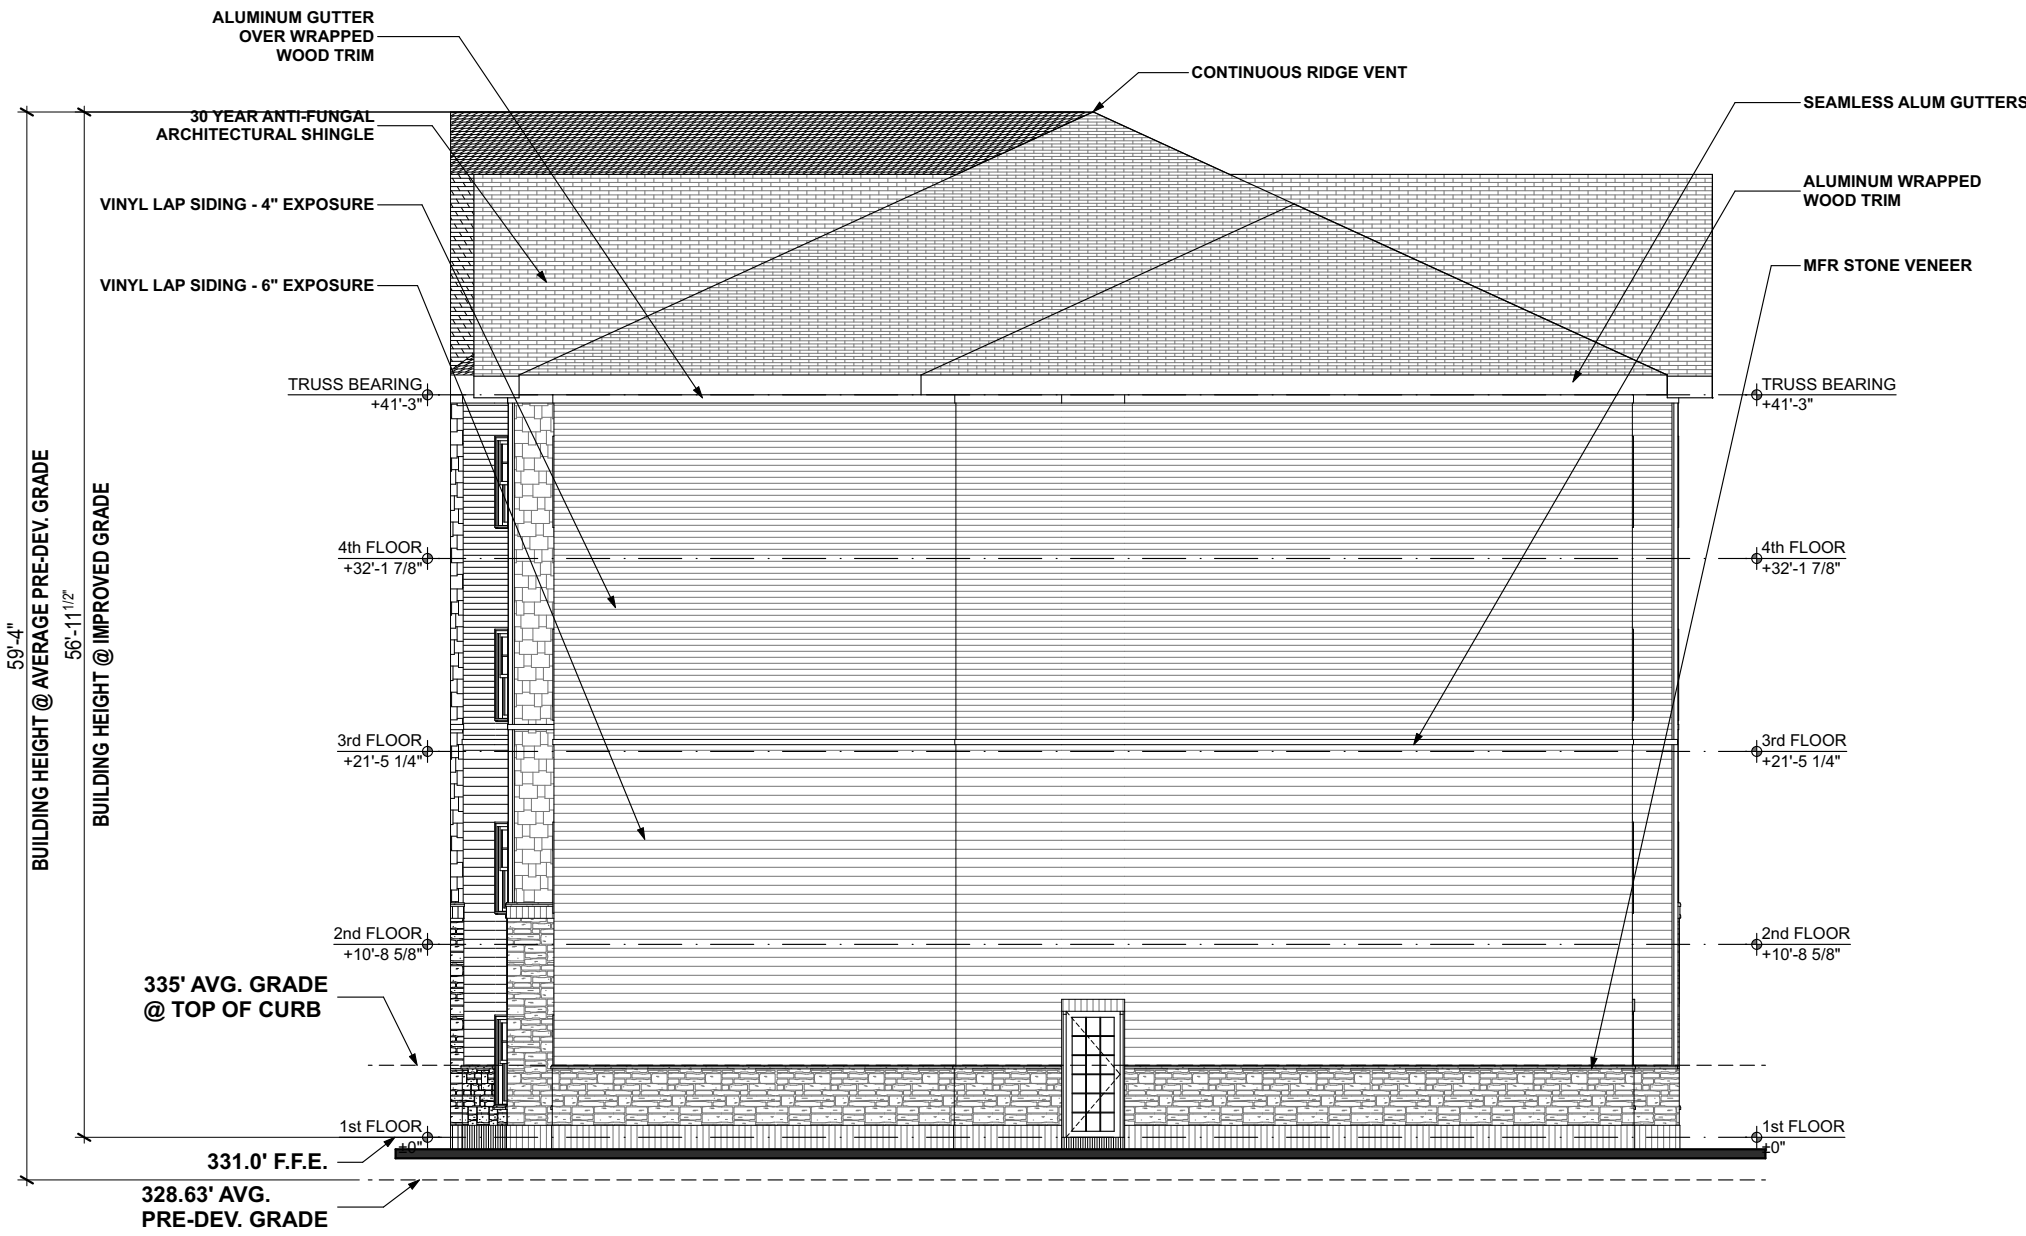 ALUMINUM GUTTER
OVER WRAPPED
WOOD TRIM
CONTINUOUS RIDGE VENT
SEAMLESS ALUM GUTTERS
30 YEAR ANTI-FUNGAL
ARCHITECTURAL SHINGLE
ALUMINUM WRAPPED
WOOD TRIM
VINYL LAP SIDING - 4" EXPOSURE
MFR STONE VENEER
VINYL LAP SIDING - 6" EXPOSURE
TRUSS BEARING
+41'-3"
TRUSS BEARING
+41'-3"
59'-4"
BUILDING HEIGHT @ AVERAGE PRE-DEV. GRADE
56'-11 1/2"
BUILDING HEIGHT @ IMPROVED GRADE
4th FLOOR
+32'-1 7/8"
4th FLOOR
+32'-1 7/8"
3rd FLOOR
+21'-5 1/4"
3rd FLOOR
+21'-5 1/4"
2nd FLOOR
+10'-8 5/8"
2nd FLOOR
+10'-8 5/8"
335' AVG. GRADE
@ TOP OF CURB
1st FLOOR
±0"
1st FLOOR
±0"
331.0' F.F.E.
328.63' AVG.
PRE-DEV. GRADE